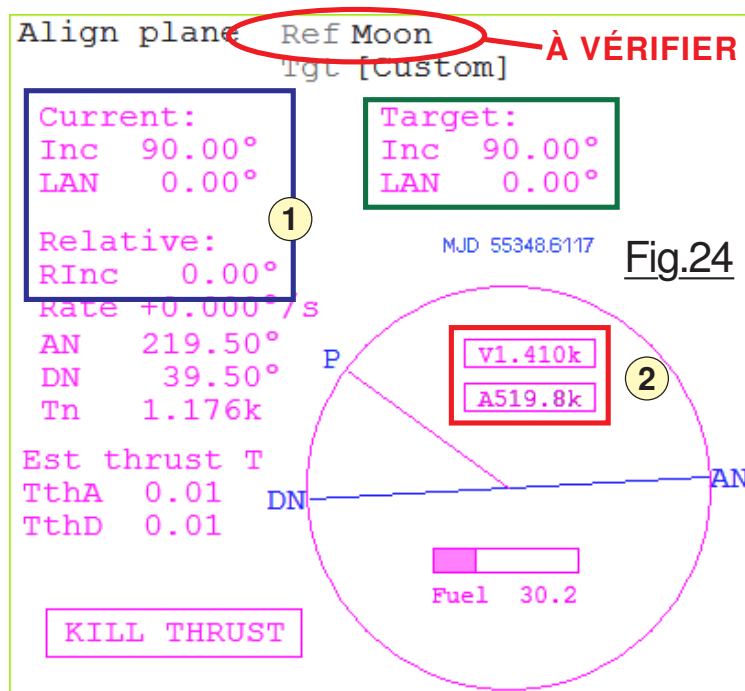 Align plane Ref Moon
À VÉRIFIER
Tgt [Custom]
Current:
Inc 90.00°
LAN 0.00°
Target:
Inc 90.00°
LAN 0.00°
1
Relative:
RInc 0.00°
MJD 55348.6117
Fig.24
Rate +0.000°/s
AN 219.50°
DN 39.50°
Tn 1.176k
P
V1.410k
A519.8k
2
Est thrust T
TthA 0.01
TthD 0.01
DN
AN
Fuel 30.2
KILL THRUST